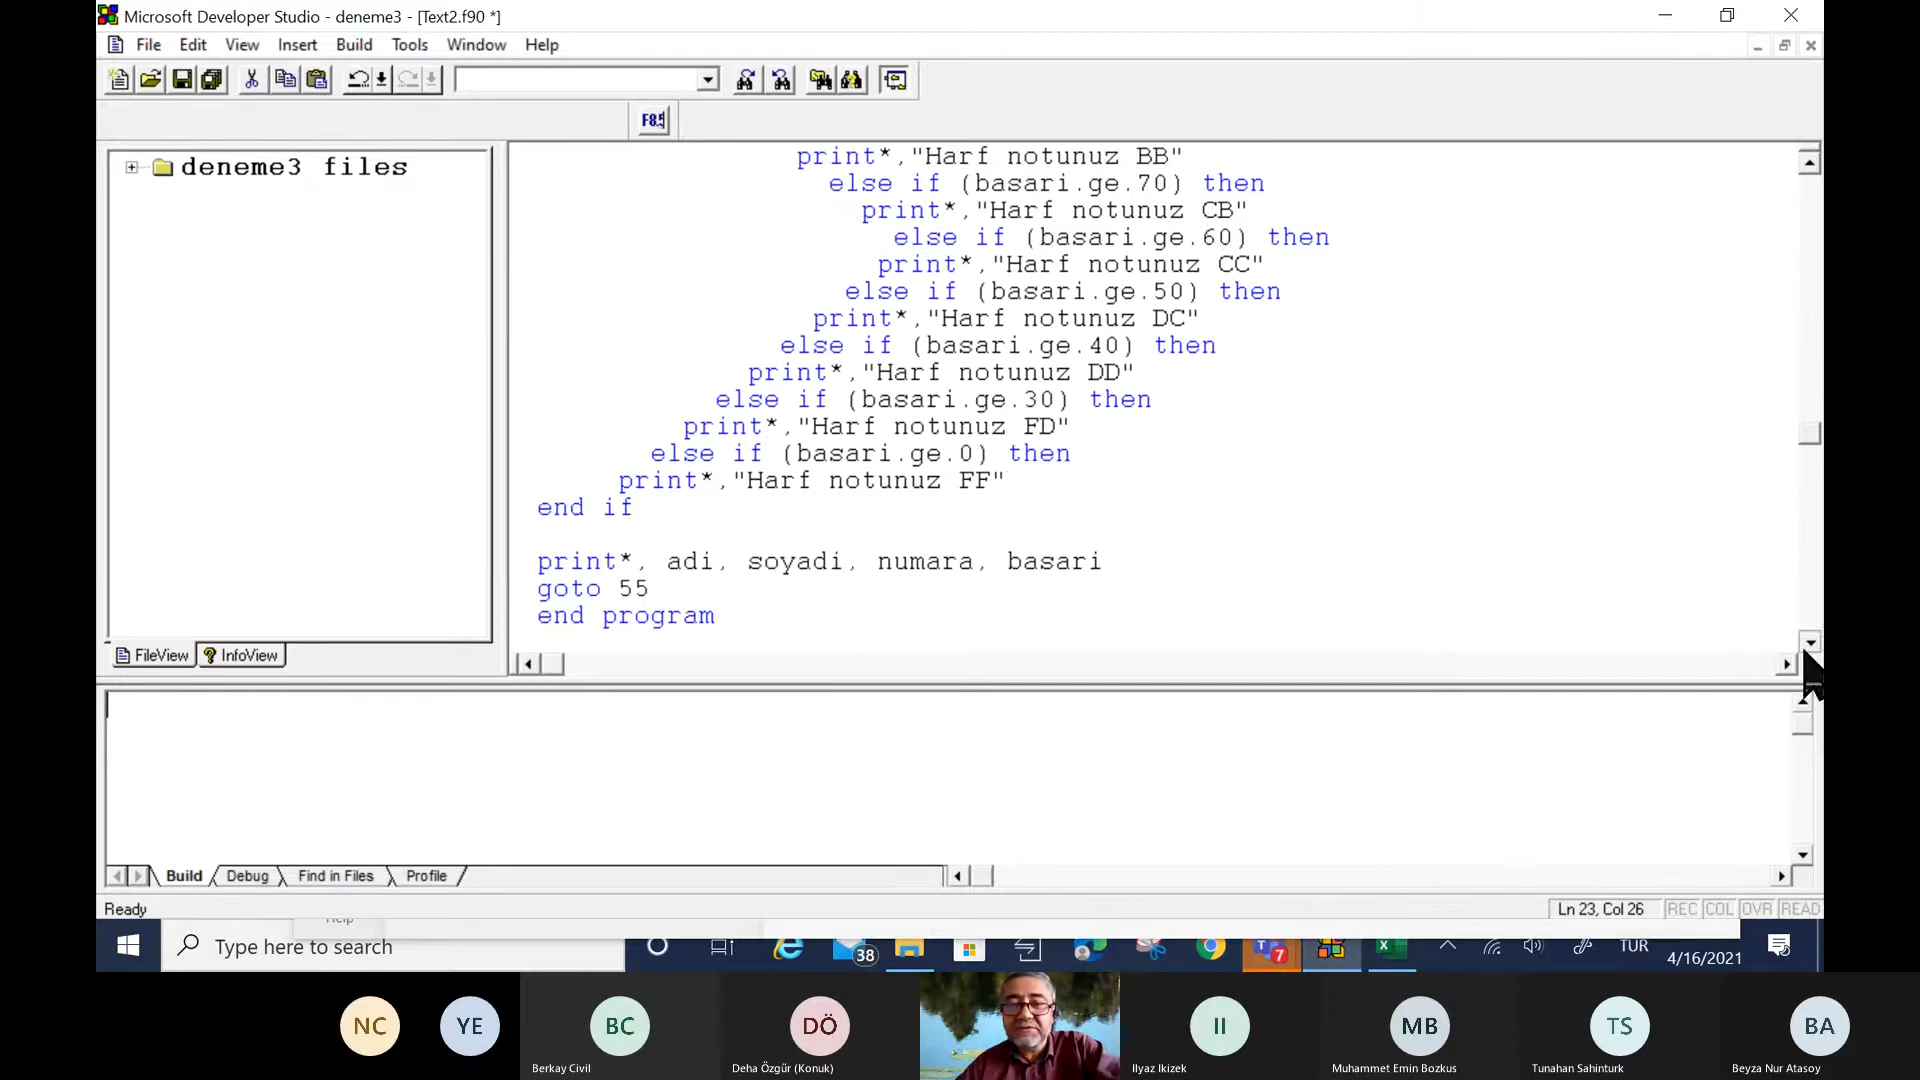 Microsoft Developer Studio - deneme3 - [Text2.f90 *]
File Edit View Insert Build Tools Window Help
F8.5
deneme3 files
print*,"Harf notunuz BB"
else if (basari.ge.70) then
print*,"Harf notunuz CB"
else if (basari.ge.60) then
print*,"Harf notunuz CC"
else if (basari.ge.50) then
print*,"Harf notunuz DC"
else if (basari.ge.40) then
print*,"Harf notunuz DD"
else if (basari.ge.30) then
print*,"Harf notunuz FD"
else if (basari.ge.0) then
print*,"Harf notunuz FF"
end if
print*, adi, soyadi, numara, basari
goto 55
end program
FileView InfoView
Build Debug Find in Files Profile
Ready
Ln 23, Col 26 REC COL OVR READ
Help
Type here to search
38
7
TUR
4/16/2021
NC YE BC DÖ II MB TS BA
Berkay Civil Deha Özgür (Konuk) Ilyaz Ikizek Muhammet Emin Bozkus Tunahan Sahinturk Beyza Nur Atasoy